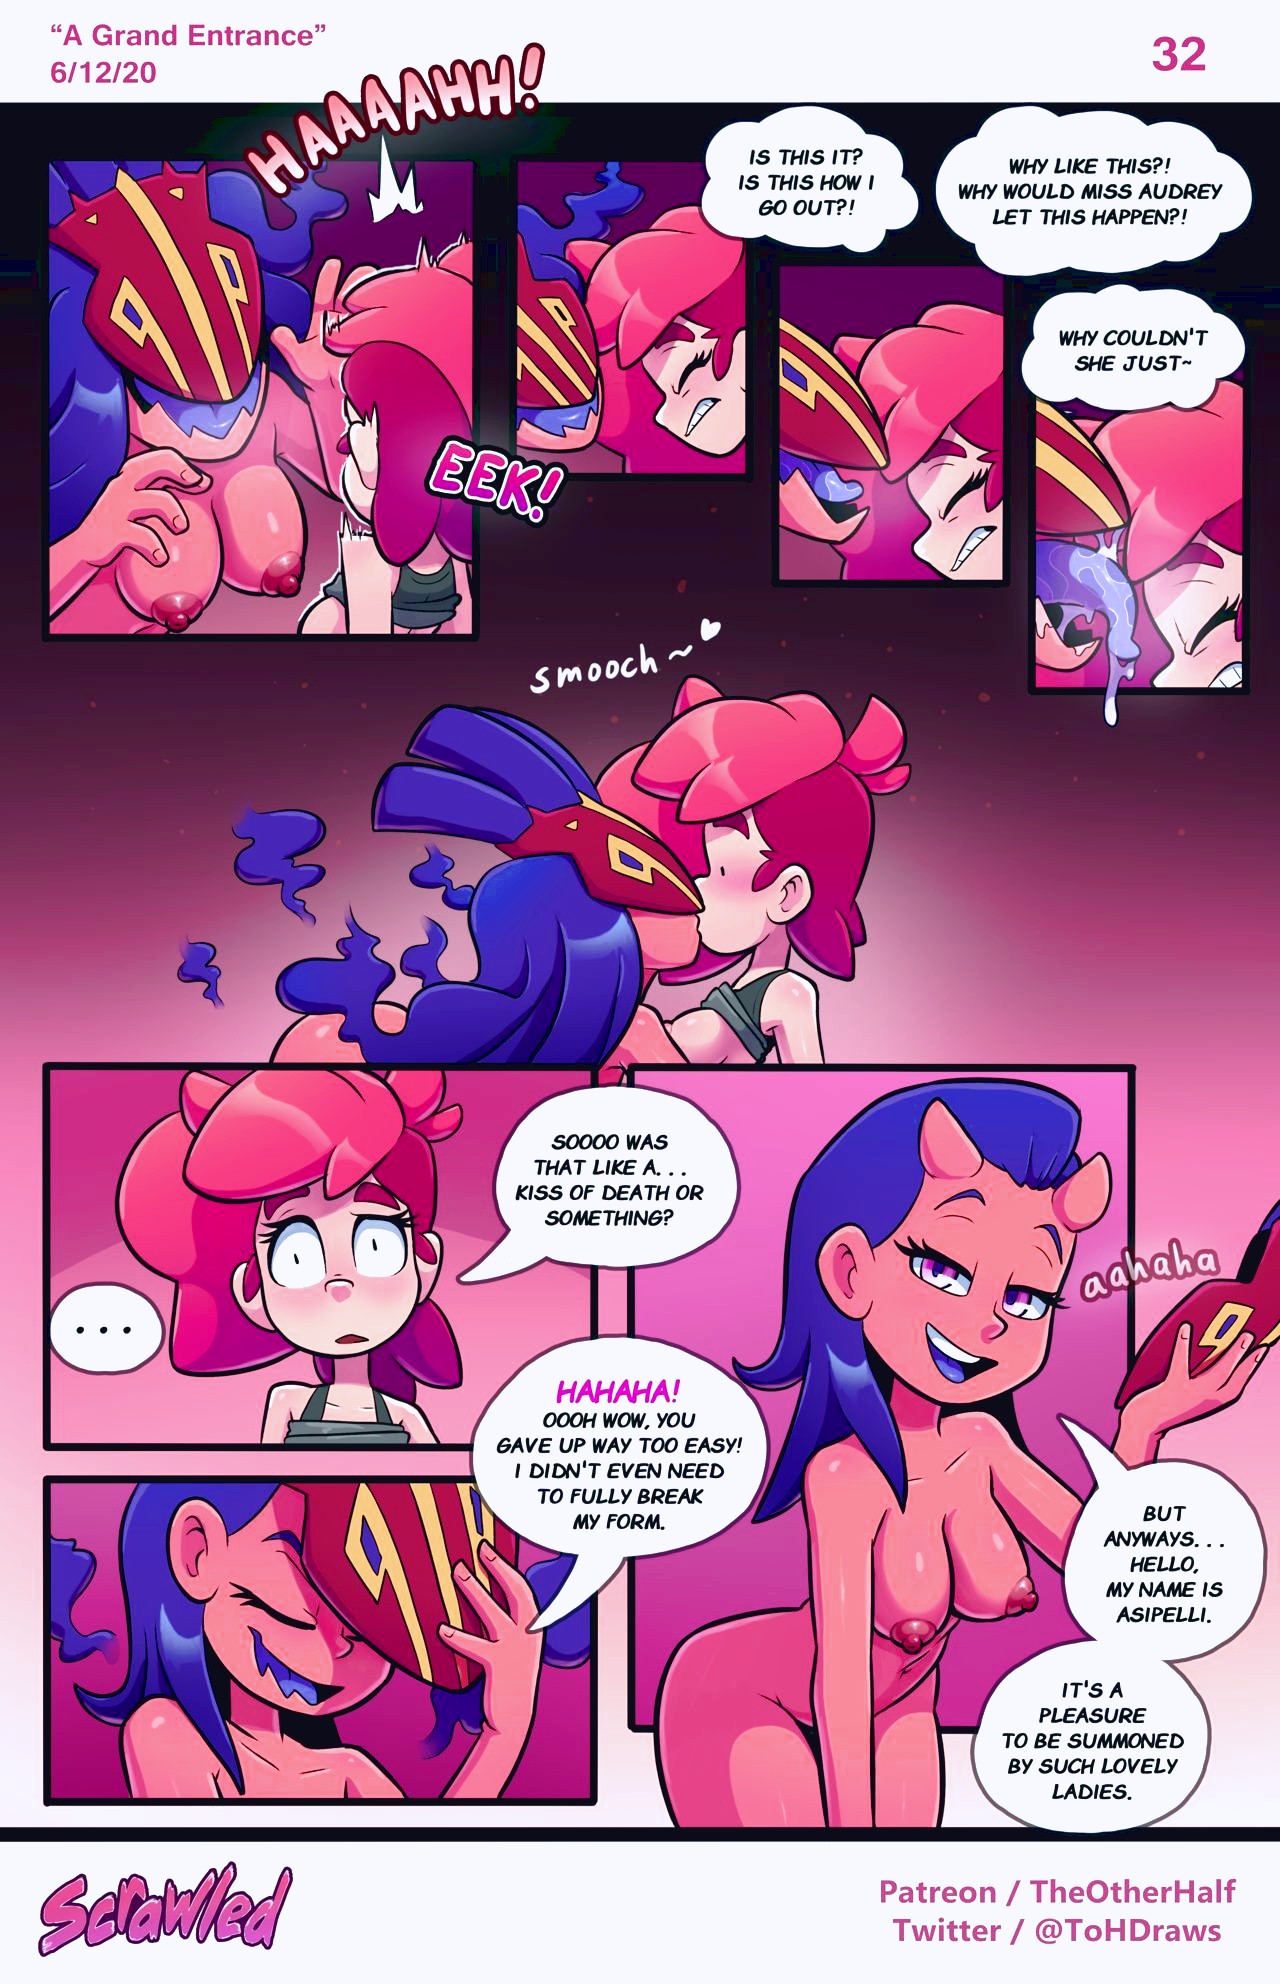 “A Grand Entrance”
6/12/20
32
HAAAAHH!
EEK!
IS THIS IT?
IS THIS HOW I
GO OUT?!
WHY LIKE THIS?!
WHY WOULD MISS AUDREY
LET THIS HAPPEN?!
WHY COULDN'T
SHE JUST~
smooch~
SOOOO WAS
THAT LIKE A. . .
KISS OF DEATH OR
SOMETHING?
. . .
HAHAHA!
OOOH WOW, YOU
GAVE UP WAY TOO EASY!
I DIDN'T EVEN NEED
TO FULLY BREAK
MY FORM.
aahaha
BUT
ANYWAYS. . .
HELLO,
MY NAME IS
ASIPELLI.
IT'S A
PLEASURE
TO BE SUMMONED
BY SUCH LOVELY
LADIES.
Scrawled
Patreon / TheOtherHalf
Twitter / @ToHDraws